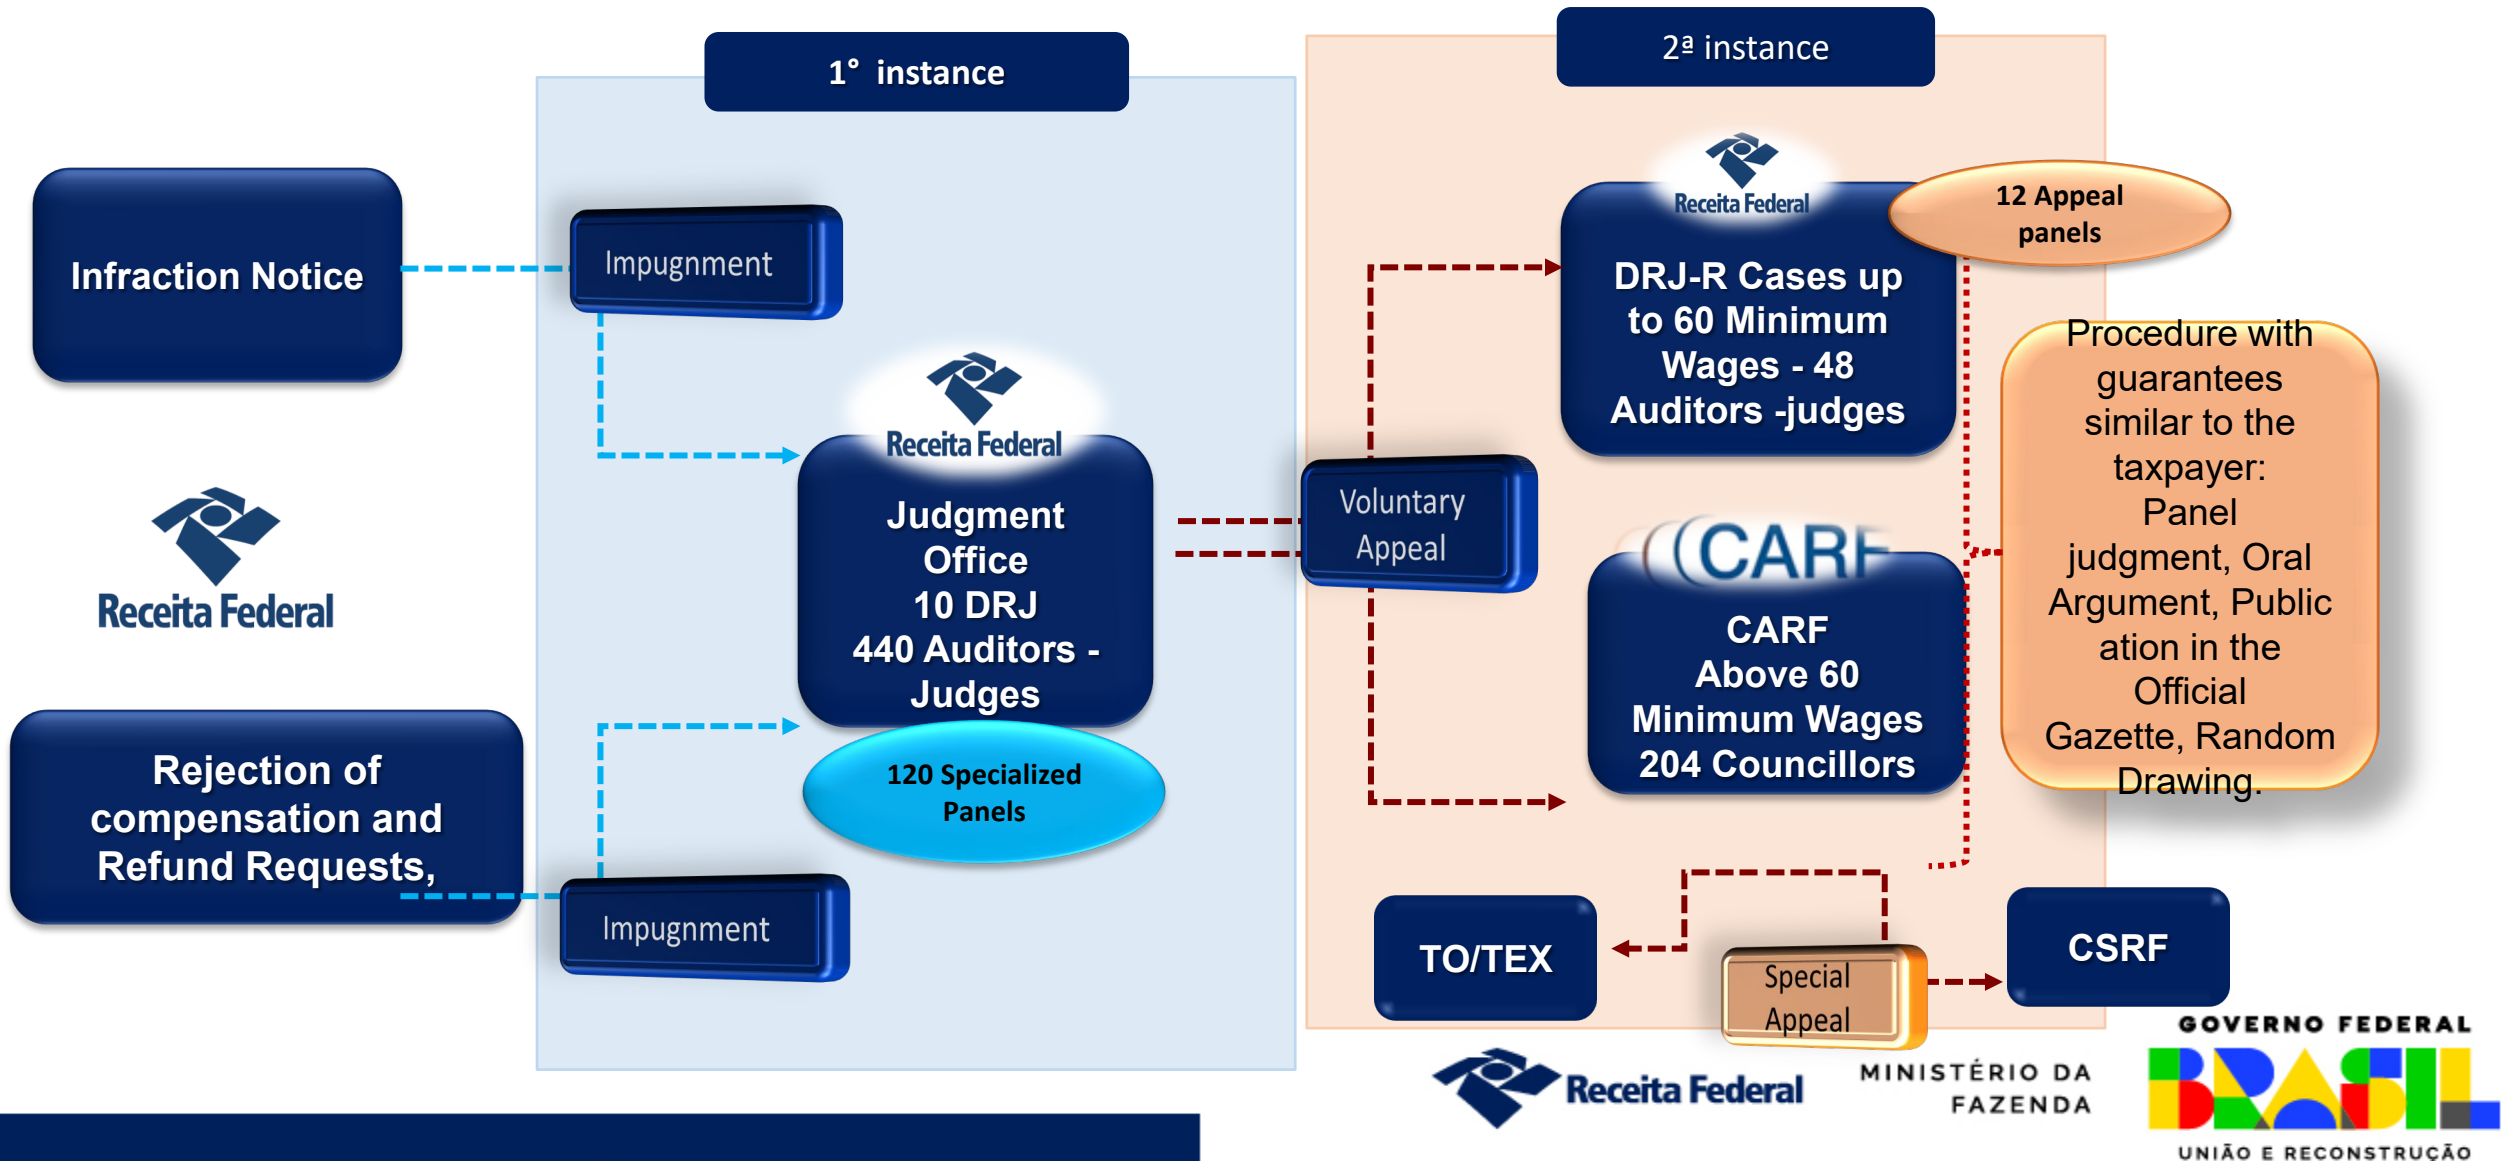 1° instance
2ª instance
Infraction Notice
Impugnment
Receita Federal
Rejection of
compensation and
Refund Requests,
Impugnment
Receita Federal
Judgment
Office
10 DRJ
440 Auditors -
Judges
120 Specialized
Panels
Voluntary
Appeal
Receita Federal
12 Appeal
panels
DRJ-R Cases up
to 60 Minimum
Wages - 48
Auditors -judges
CARF
CARF
Above 60
Minimum Wages
204 Councillors
Procedure with
guarantees
similar to the
taxpayer:
Panel
judgment, Oral
Argument, Public
ation in the
Official
Gazette, Random
Drawing.
TO/TEX
Special
Appeal
CSRF
Receita Federal
MINISTÉRIO DA
FAZENDA
GOVERNO FEDERAL
BRASIL
UNIÃO E RECONSTRUÇÃO